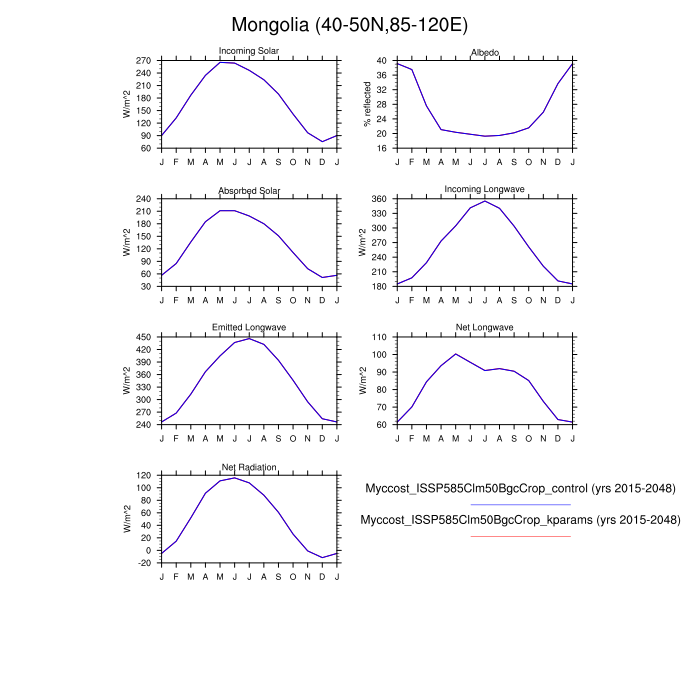 Mongolia (40-50N,85-120E)
Incoming Solar
W/m^2
270
240
210
180
150
120
90
60
J F M A M J J A S O N D J
Albedo
% reflected
40
36
32
28
24
20
16
J F M A M J J A S O N D J
Absorbed Solar
W/m^2
240
210
180
150
120
90
60
30
J F M A M J J A S O N D J
Incoming Longwave
W/m^2
360
330
300
270
240
210
180
J F M A M J J A S O N D J
Emitted Longwave
W/m^2
450
420
390
360
330
300
270
240
J F M A M J J A S O N D J
Net Longwave
W/m^2
110
100
90
80
70
60
J F M A M J J A S O N D J
Net Radiation
W/m^2
120
100
80
60
40
20
0
-20
J F M A M J J A S O N D J
Myccost_ISSP585Clm50BgcCrop_control (yrs 2015-2048)
Myccost_ISSP585Clm50BgcCrop_kparams (yrs 2015-2048)